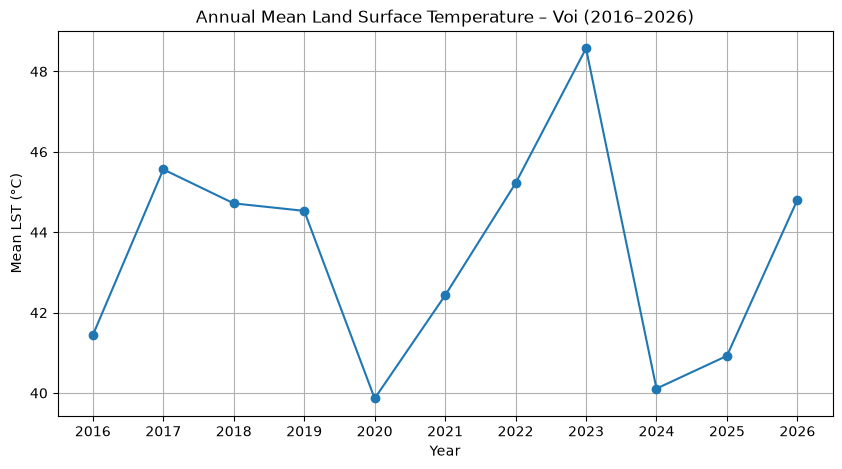 Annual Mean Land Surface Temperature – Voi (2016–2026)
48
46
44
42
40
Mean LST (°C)
2016 2017 2018 2019 2020 2021 2022 2023 2024 2025 2026
Year